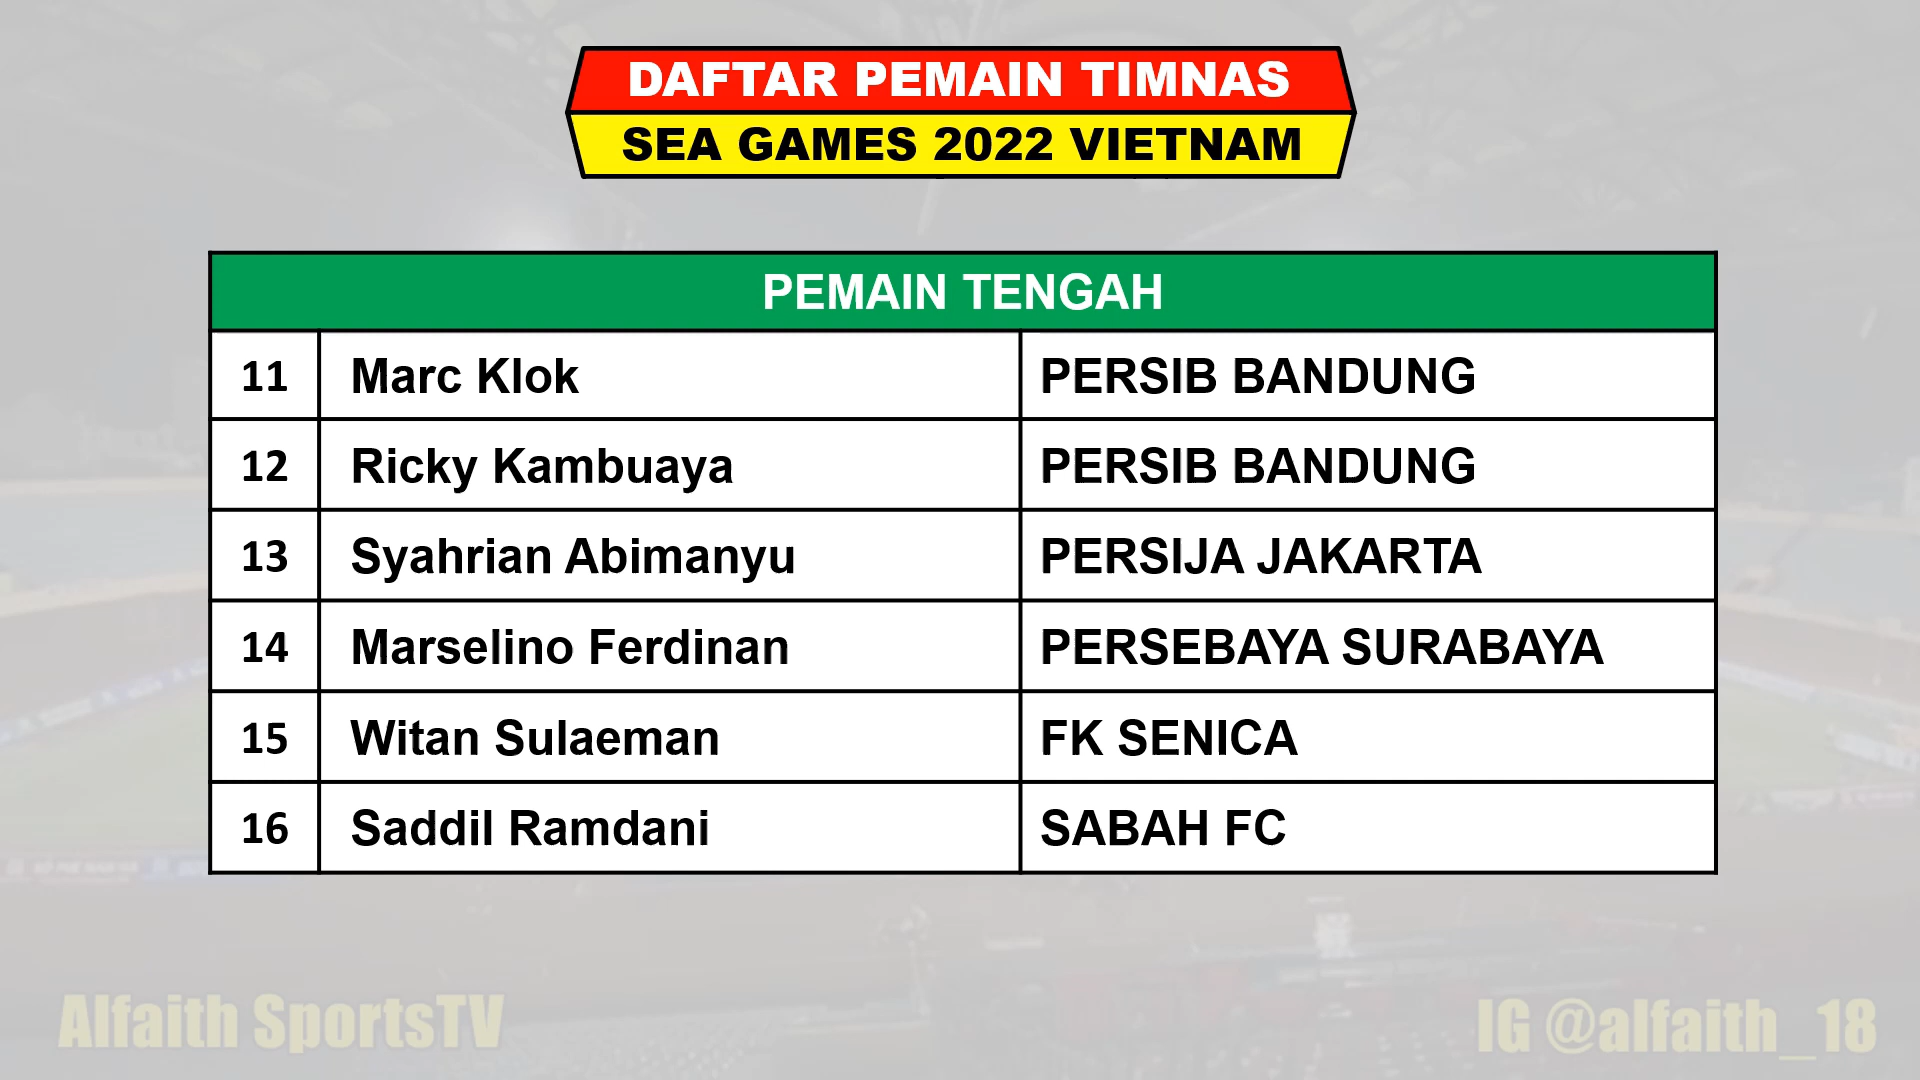 DAFTAR PEMAIN TIMNAS
SEA GAMES 2022 VIETNAM
PEMAIN TENGAH
11 Marc Klok PERSIB BANDUNG
12 Ricky Kambuaya PERSIB BANDUNG
13 Syahrian Abimanyu PERSIJA JAKARTA
14 Marselino Ferdinan PERSEBAYA SURABAYA
15 Witan Sulaeman FK SENICA
16 Saddil Ramdani SABAH FC
Alfaith SportsTV
IG @alfaith_18